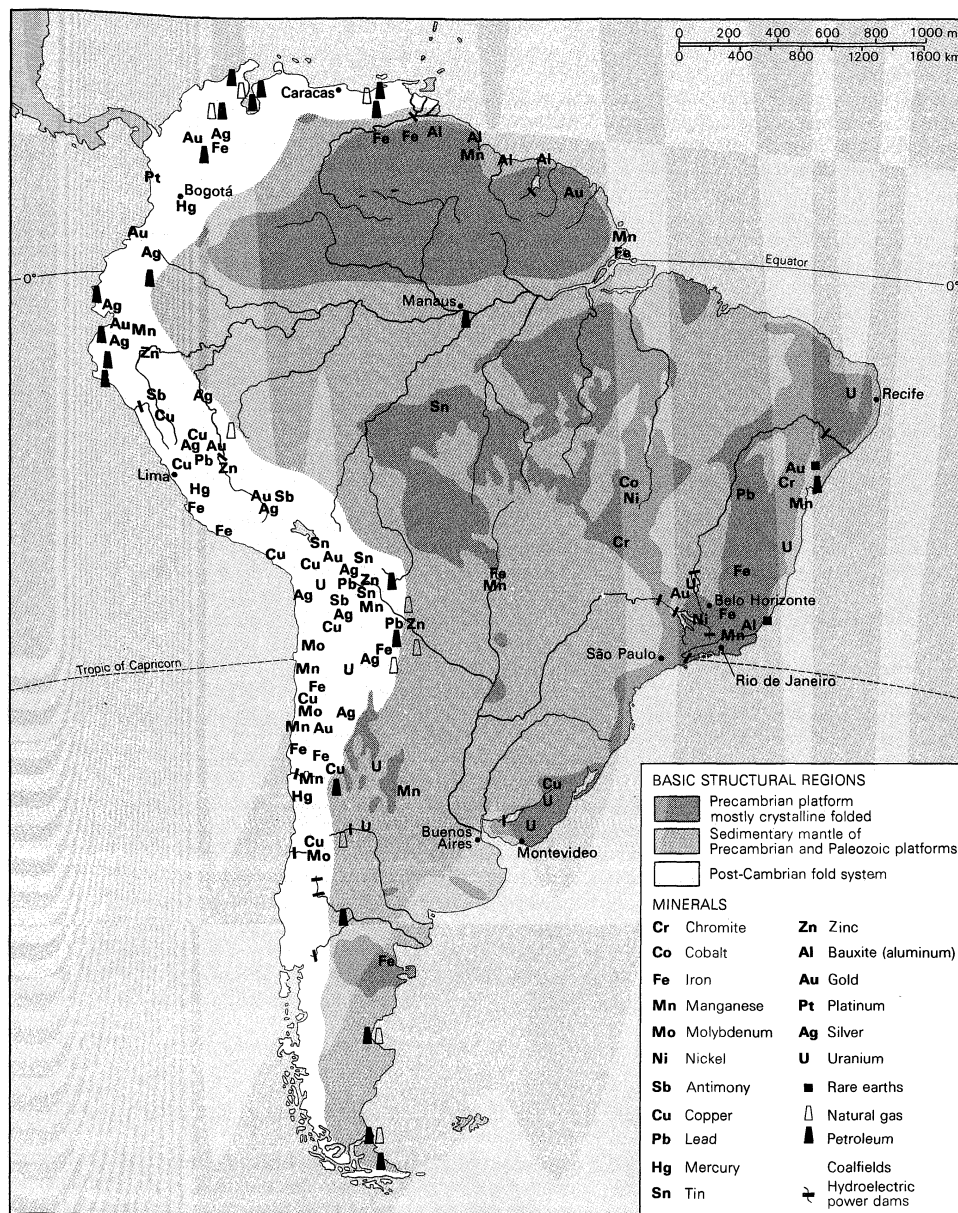 0 200 400 600 800 1000 m
0 400 800 1200 1600 km
Caracas
Fe Fe Al
Al
Mn
Al
Al
Au
Au
Ag
Fe
Pt
Bogotá
Hg
Au
Ag
Mn
Fe
Equator
0°
0°
Manaus
Ag
Au Mn
Ag
Zn
Sb
Cu
Ag
Sn
U
Recife
Cu
Ag Au
Cu Pb
Zn
Lima
Hg
Fe
Au Sb
Ag
Fe
Co
Ni
Cr
Pb
Au
Cr
Mn
U
Fe
Cu
Sn
Au Sn
Cu Ag
U Pb Zn
Ag Sn
Sb Mn
Ag
Cu
Pb Zn
Fe
Mn
U
Au
Belo Horizonte
Ni Fe
Mn Al
Mo
Fe
Ag
Mn U
Tropic of Capricorn
São Paulo
Rio de Janeiro
Fe
Cu
Mo Ag
Mn Au
Fe Fe
Cu U
Mn
Hg
Mn
Cu
U
U
Cu
Mo
U
Buenos
Aires
Montevideo
Fe
BASIC STRUCTURAL REGIONS
Precambrian platform
mostly crystalline folded
Sedimentary mantle of
Precambrian and Paleozoic platforms
Post-Cambrian fold system
MINERALS
Cr Chromite
Co Cobalt
Fe Iron
Mn Manganese
Mo Molybdenum
Ni Nickel
Sb Antimony
Cu Copper
Pb Lead
Hg Mercury
Sn Tin
Zn Zinc
Al Bauxite (aluminum)
Au Gold
Pt Platinum
Ag Silver
U Uranium
Rare earths
Natural gas
Petroleum
Coalfields
Hydroelectric
power dams